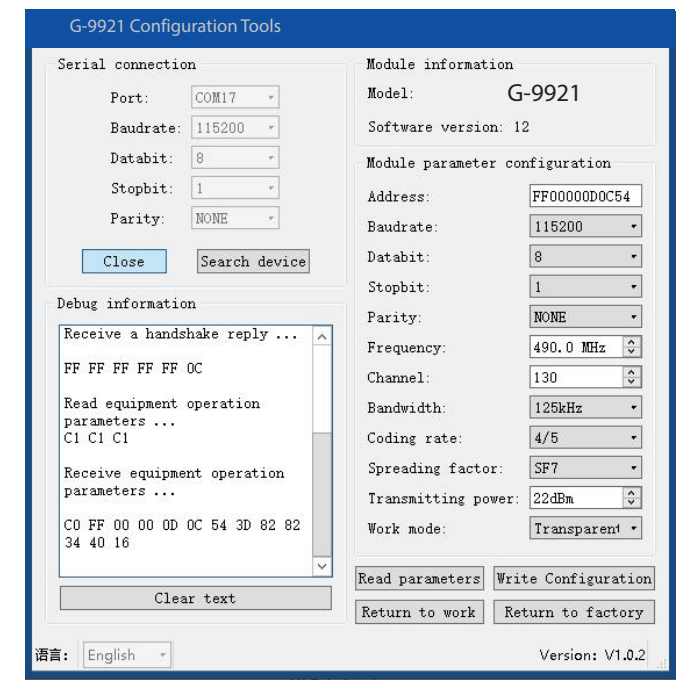 G-9921 Configuration Tools
Serial connection
Port: COM17
Baudrate: 115200
Databit: 8
Stopbit: 1
Parity: NONE
Close Search device
Debug information
Receive a handshake reply ...
FF FF FF FF FF 0C
Read equipment operation
parameters ...
C1 C1 C1
Receive equipment operation
parameters ...
C0 FF 00 00 0D 0C 54 3D 82 82
34 40 16
Clear text
语言: English
Module information
Model: G-9921
Software version: 12
Module parameter configuration
Address: FF00000D0C54
Baudrate: 115200
Databit: 8
Stopbit: 1
Parity: NONE
Frequency: 490.0 MHz
Channel: 130
Bandwidth: 125kHz
Coding rate: 4/5
Spreading factor: SF7
Transmitting power: 22dBm
Work mode: Transparent
Read parameters Write Configuration
Return to work Return to factory
Version: V1.0.2